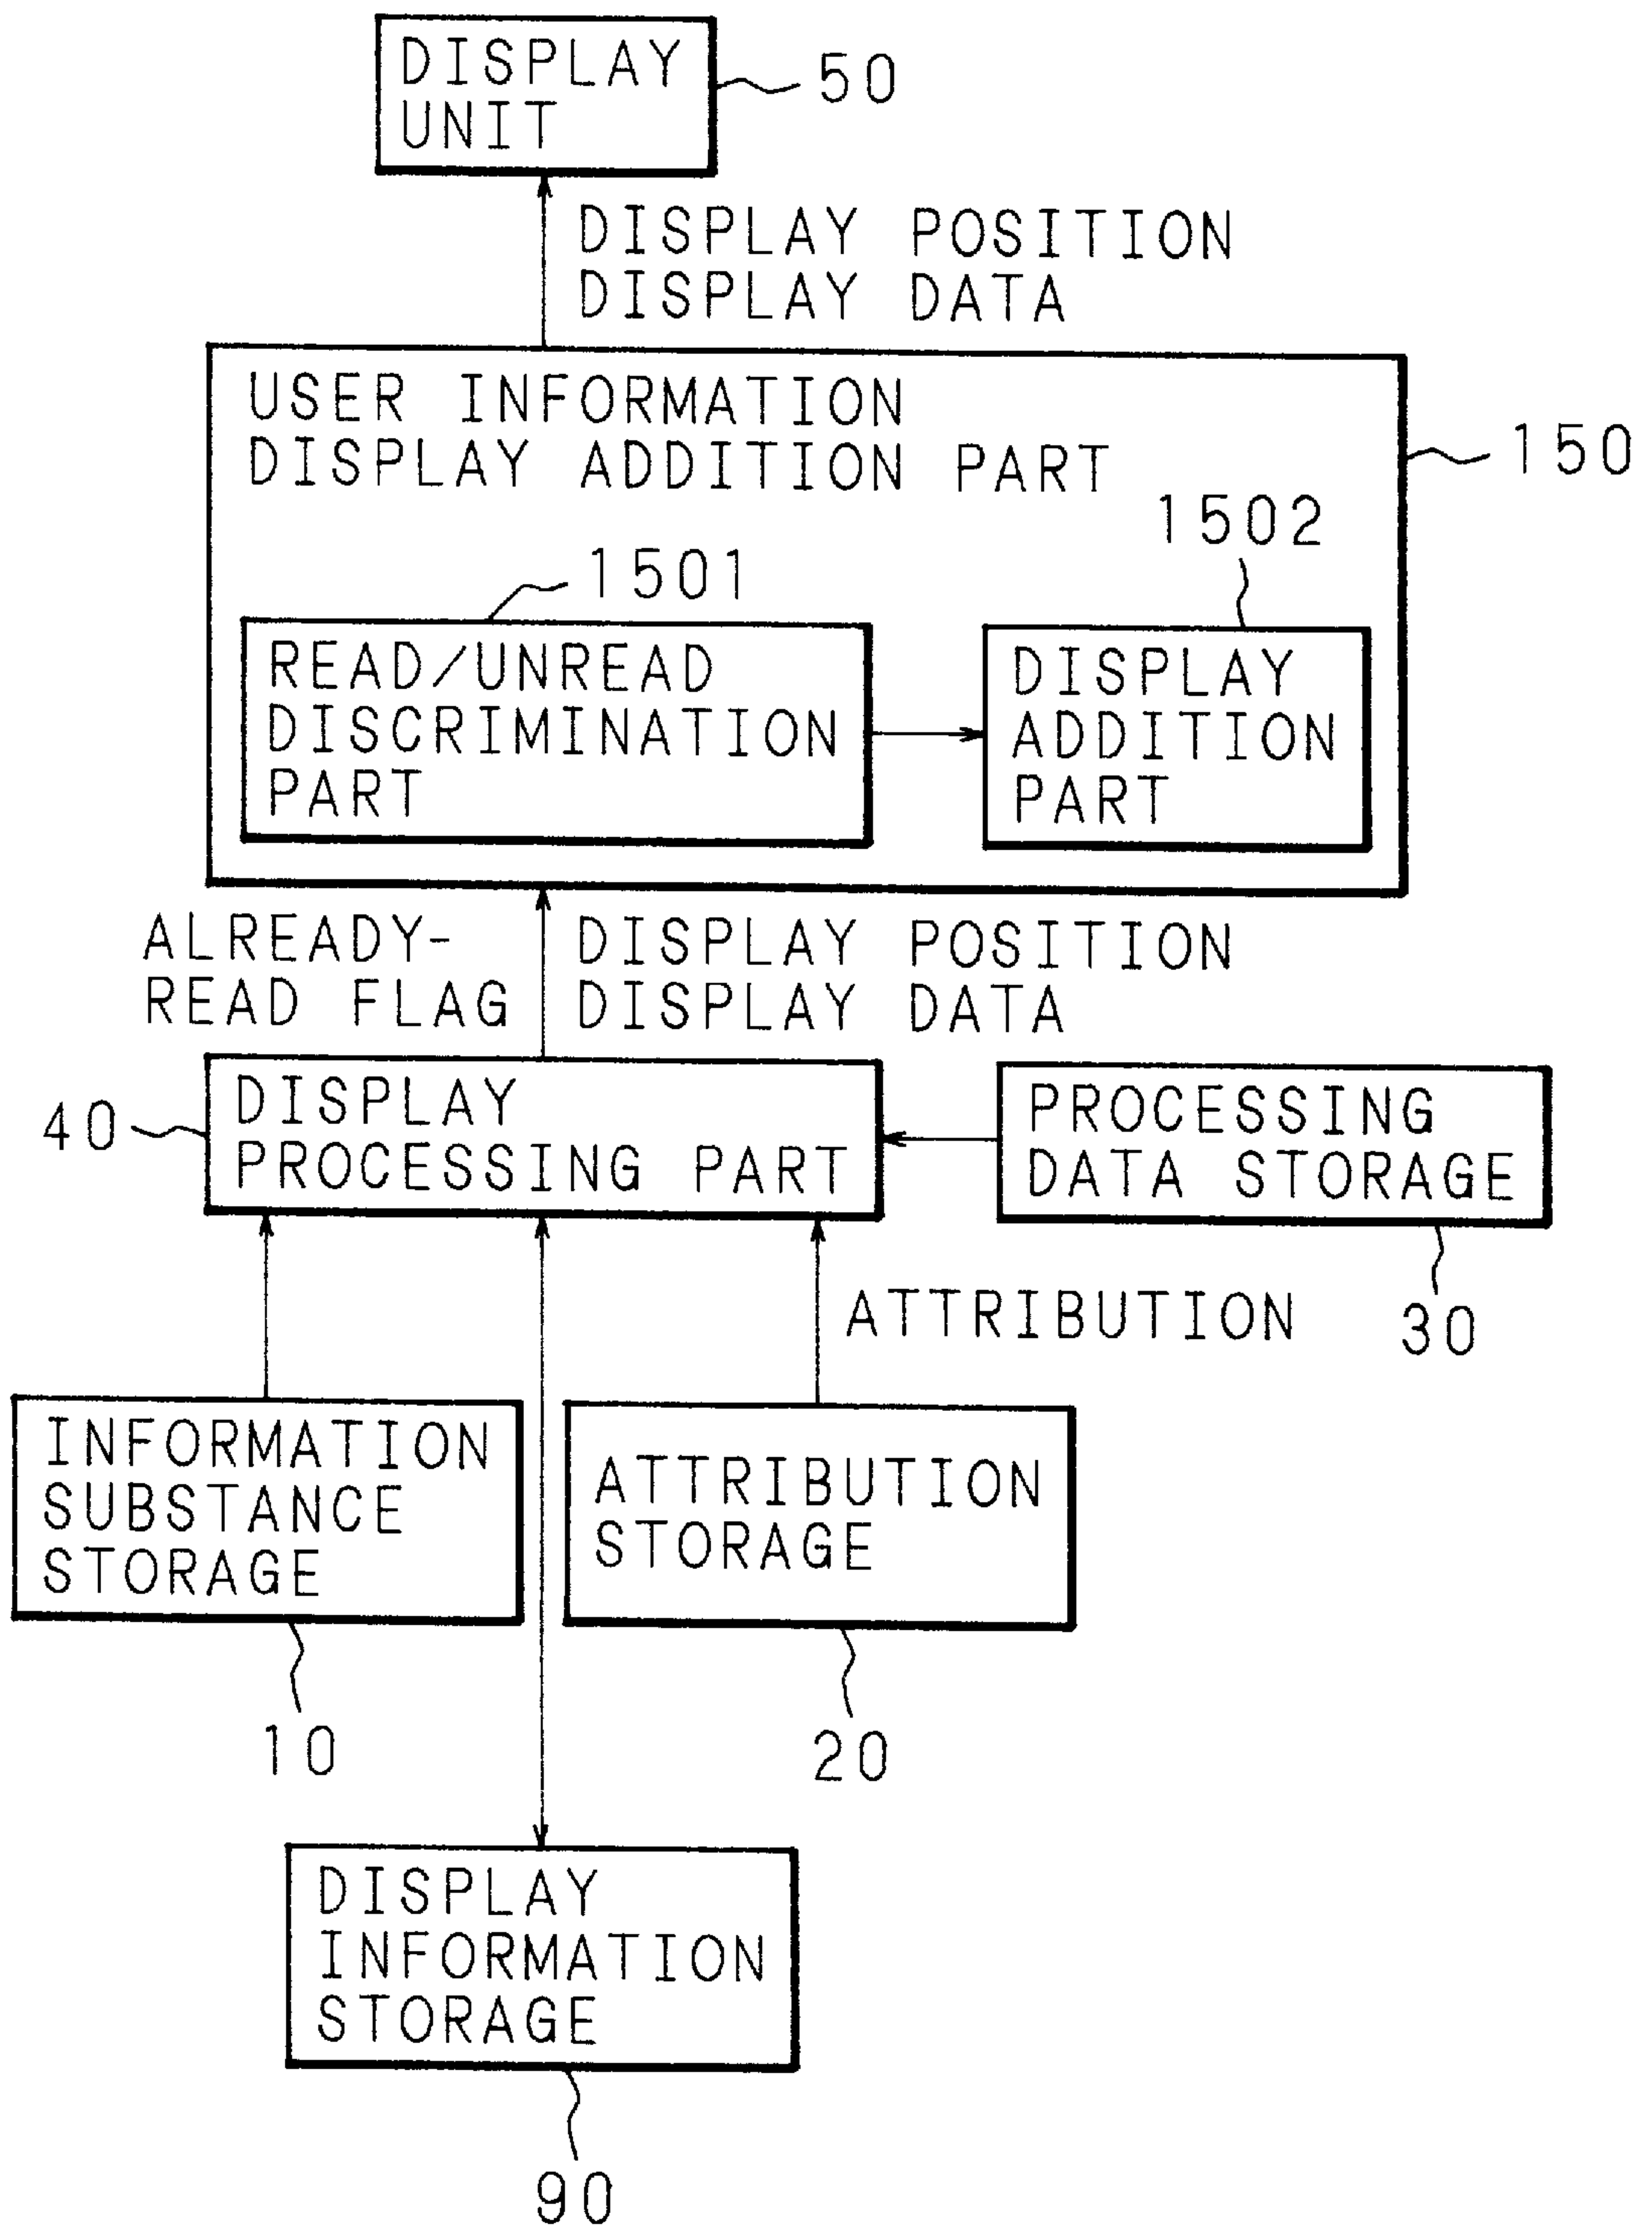 DISPLAY
UNIT
50
DISPLAY POSITION
DISPLAY DATA
USER INFORMATION
DISPLAY ADDITION PART
150
1502
1501
READ/UNREAD
DISCRIMINATION
PART
DISPLAY
ADDITION
PART
ALREADY-
READ FLAG
DISPLAY POSITION
DISPLAY DATA
40
DISPLAY
PROCESSING PART
PROCESSING
DATA STORAGE
30
ATTRIBUTION
INFORMATION
SUBSTANCE
STORAGE
ATTRIBUTION
STORAGE
10
20
DISPLAY
INFORMATION
STORAGE
90